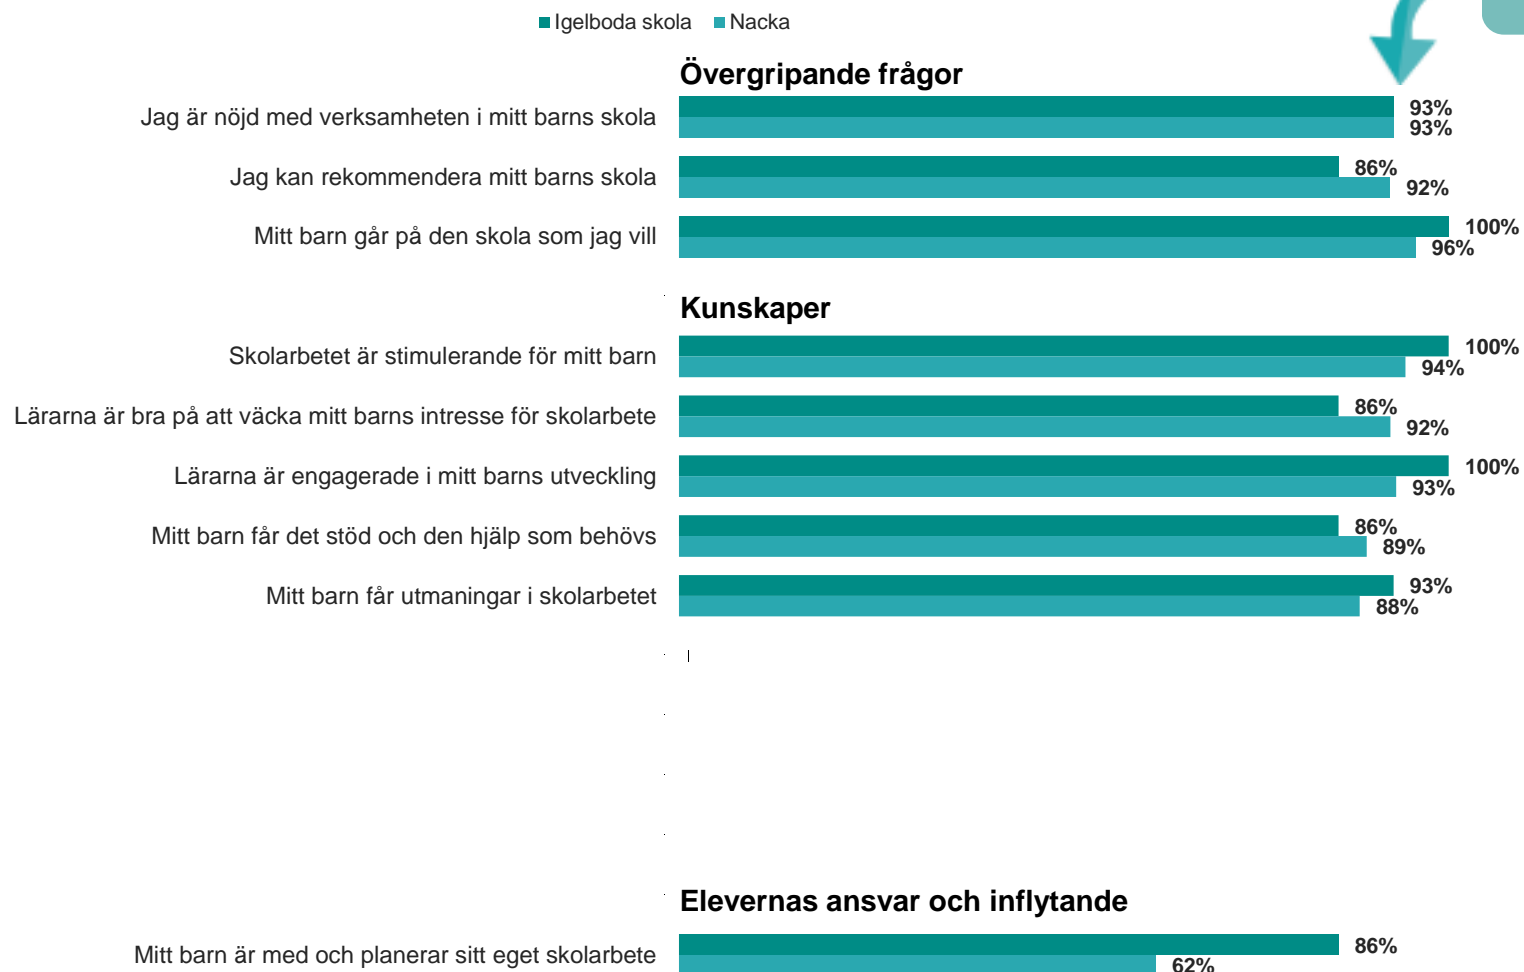 Igelboda skola Nacka
Övergripande frågor
Jag är nöjd med verksamheten i mitt barns skola 93%
93%
Jag kan rekommendera mitt barns skola 86%
92%
Mitt barn går på den skola som jag vill 100%
96%
Kunskaper
Skolarbetet är stimulerande för mitt barn 100%
94%
Lärarna är bra på att väcka mitt barns intresse för skolarbete 86%
92%
Lärarna är engagerade i mitt barns utveckling 100%
93%
Mitt barn får det stöd och den hjälp som behövs 86%
89%
Mitt barn får utmaningar i skolarbetet 93%
88%
Elevernas ansvar och inflytande
Mitt barn är med och planerar sitt eget skolarbete 86%
62%